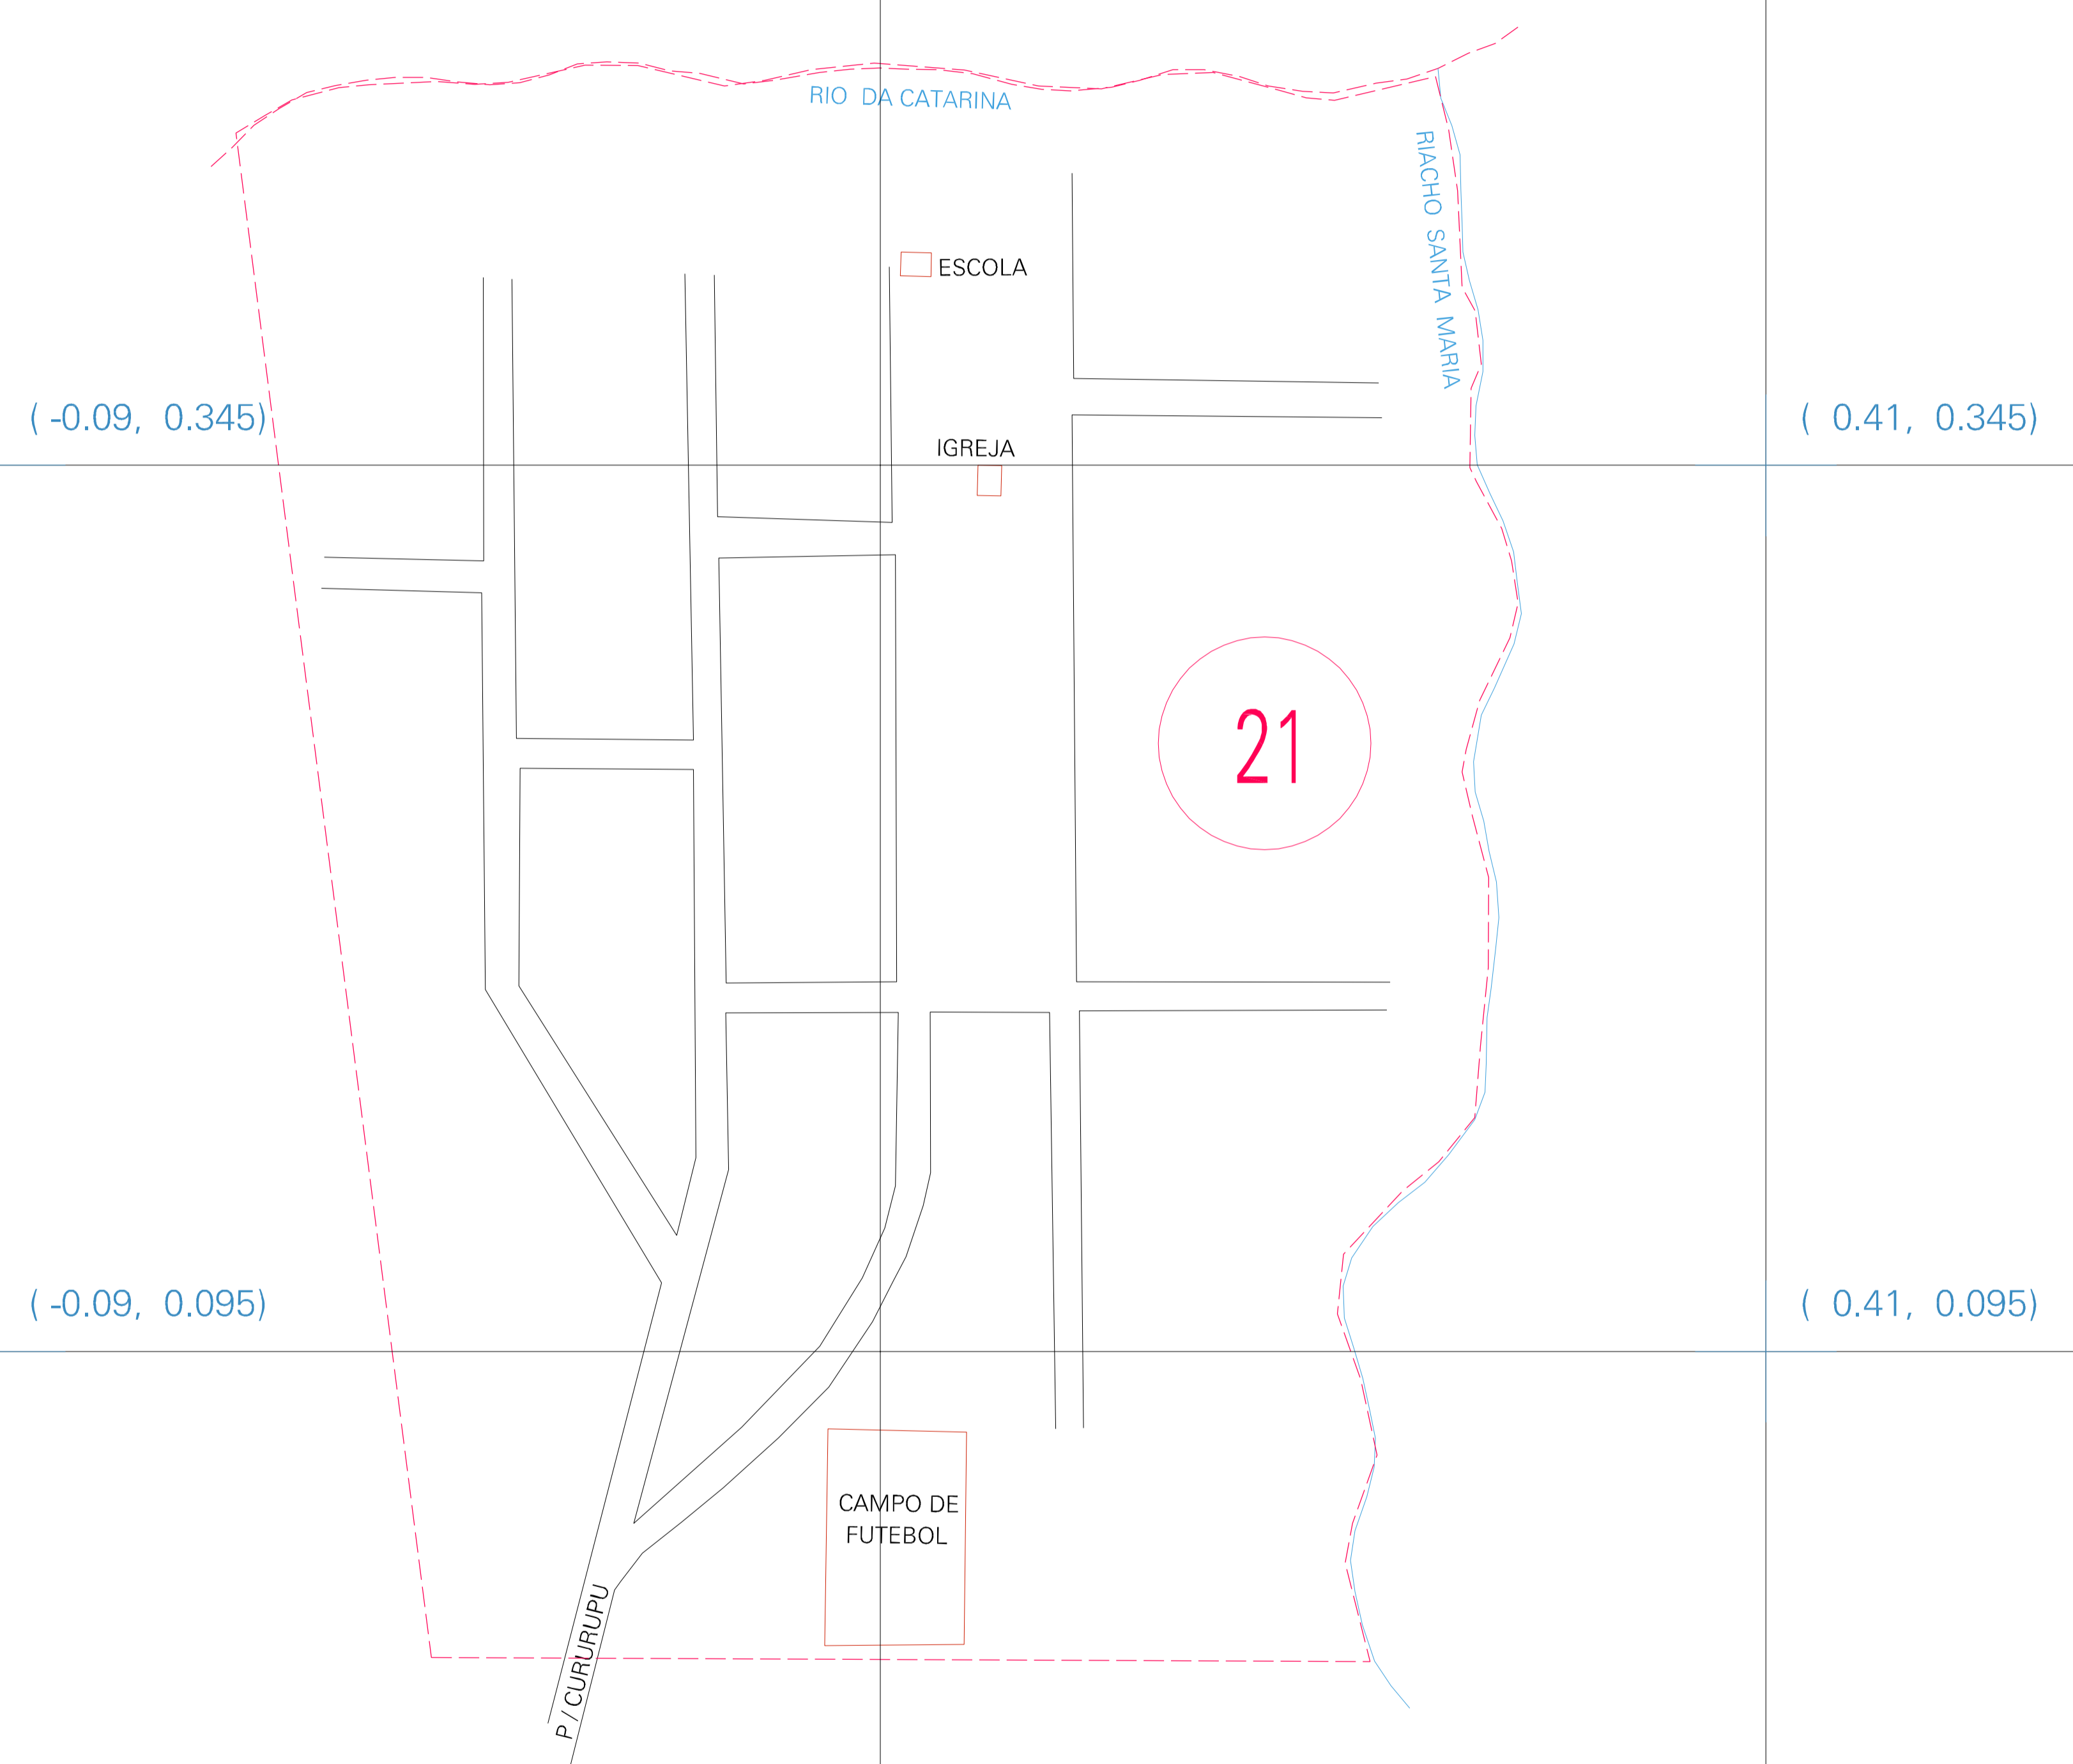 RIO DA CATARINA
RIACHO SANTA MARIA
ESCOLA
( -0.09, 0.345)
( 0.41, 0.345)
IGREJA
21
( -0.09, 0.095)
( 0.41, 0.095)
CAMPO DE
FUTEBOL
P / CURURUPU